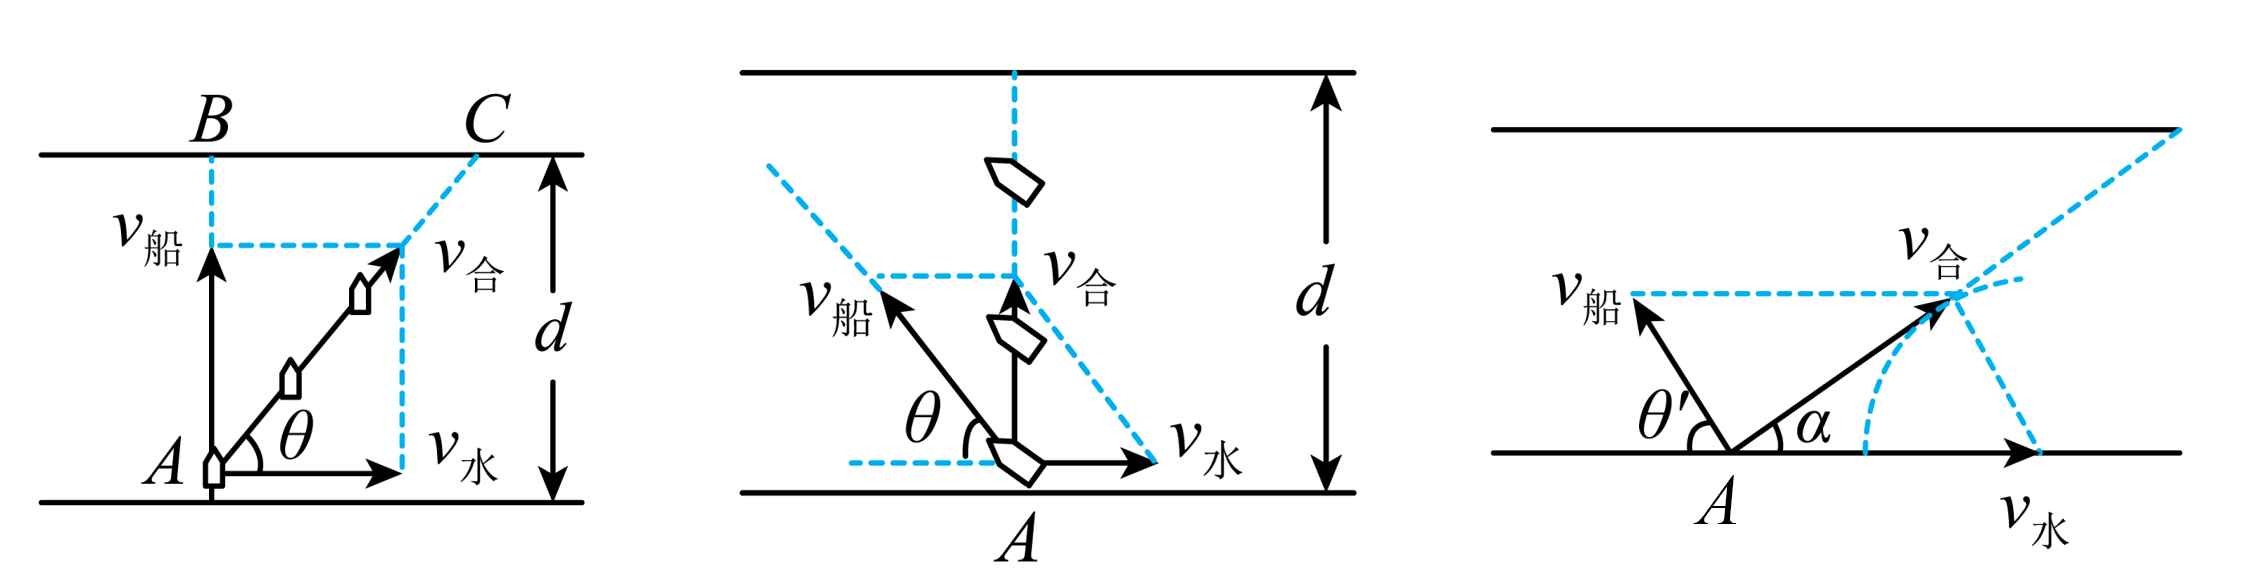 B C
v船 v合
d
A θ v水
v船 v合
d
θ v水
A
v合
v船
θ′ α
A v水